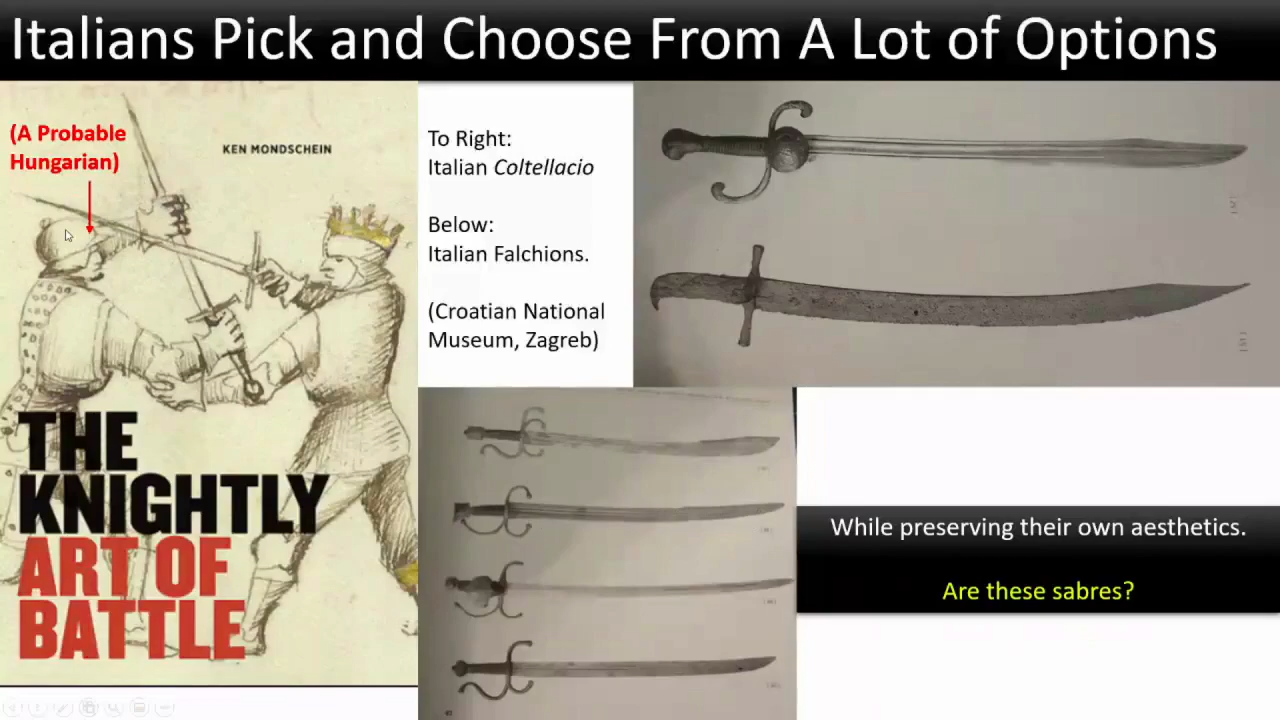 Italians Pick and Choose From A Lot of Options
(A Probable
Hungarian)
KEN MONDSCHEIN
THE
KNIGHTLY
ART OF
BATTLE
To Right:
Italian Coltellacio
Below:
Italian Falchions.
(Croatian National
Museum, Zagreb)
While preserving their own aesthetics.
Are these sabres?